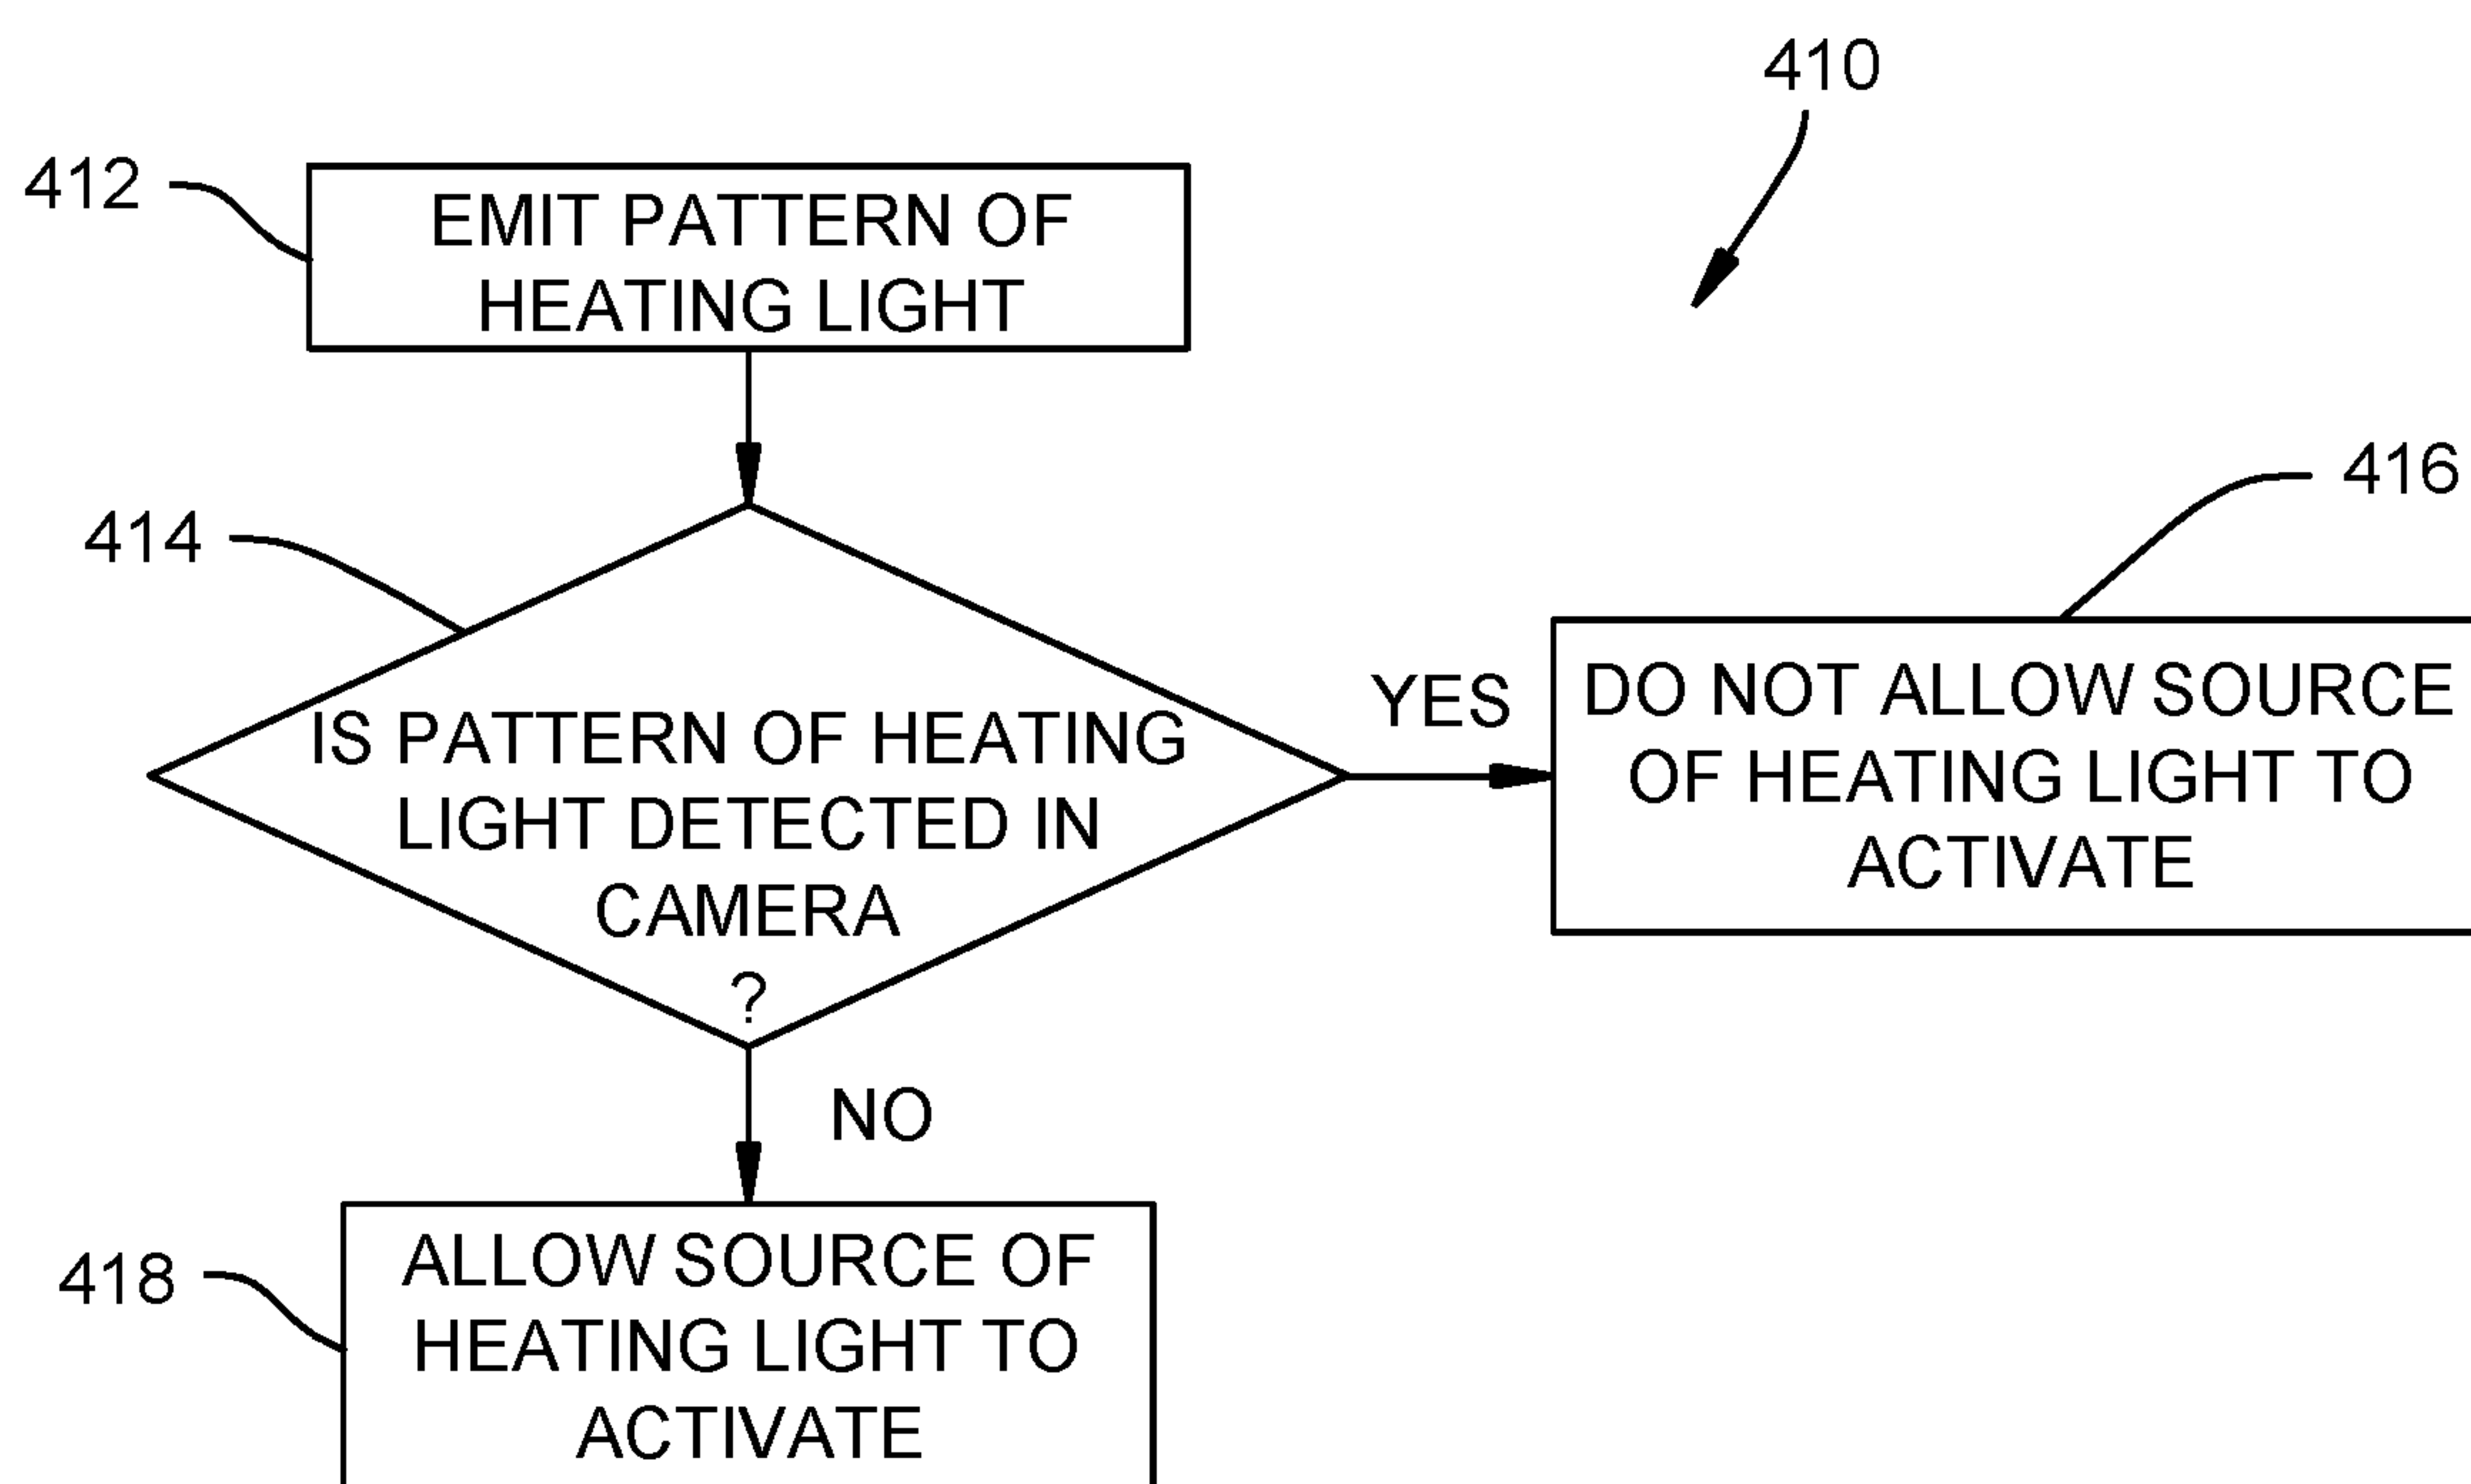 410
412
EMIT PATTERN OF
HEATING LIGHT
414
416
IS PATTERN OF HEATING
LIGHT DETECTED IN
CAMERA
?
YES
DO NOT ALLOW SOURCE
OF HEATING LIGHT TO
ACTIVATE
NO
418
ALLOW SOURCE OF
HEATING LIGHT TO
ACTIVATE